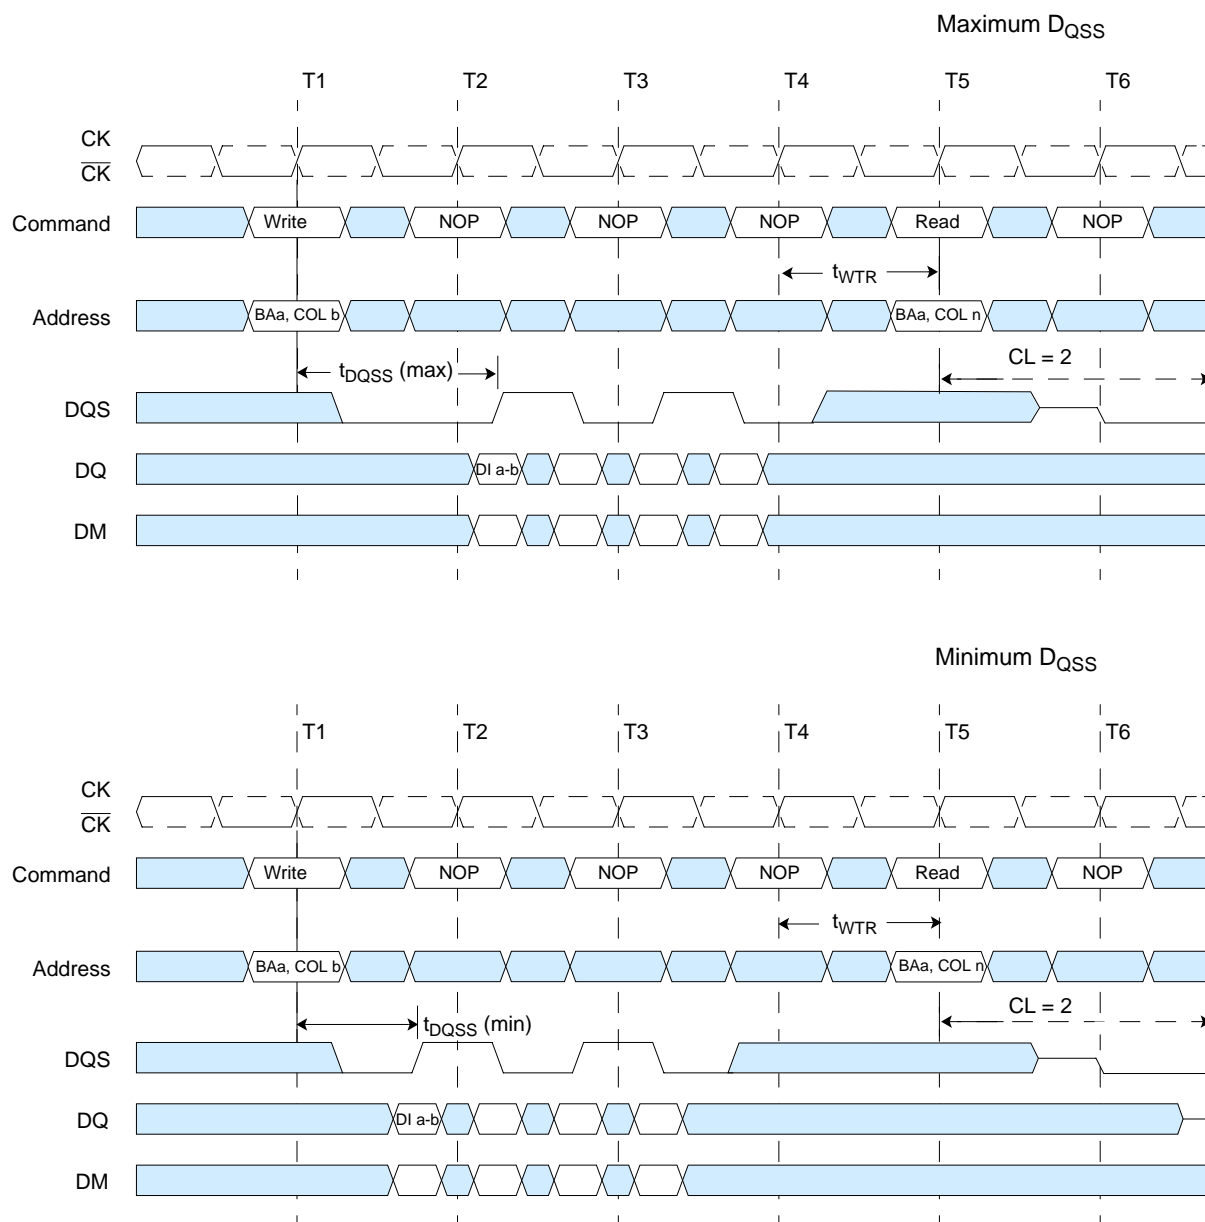 Maximum DQSS
T1 T2 T3 T4 T5 T6
CK
CK
Command Write NOP NOP NOP Read NOP
tWTR
Address BAa, COL b BAa, COL n
CL = 2
tDQSS (max)
DQS
DQ DI a-b
DM
Minimum DQSS
T1 T2 T3 T4 T5 T6
CK
CK
Command Write NOP NOP NOP Read NOP
tWTR
Address BAa, COL b BAa, COL n
CL = 2
tDQSS (min)
DQS
DQ DI a-b
DM